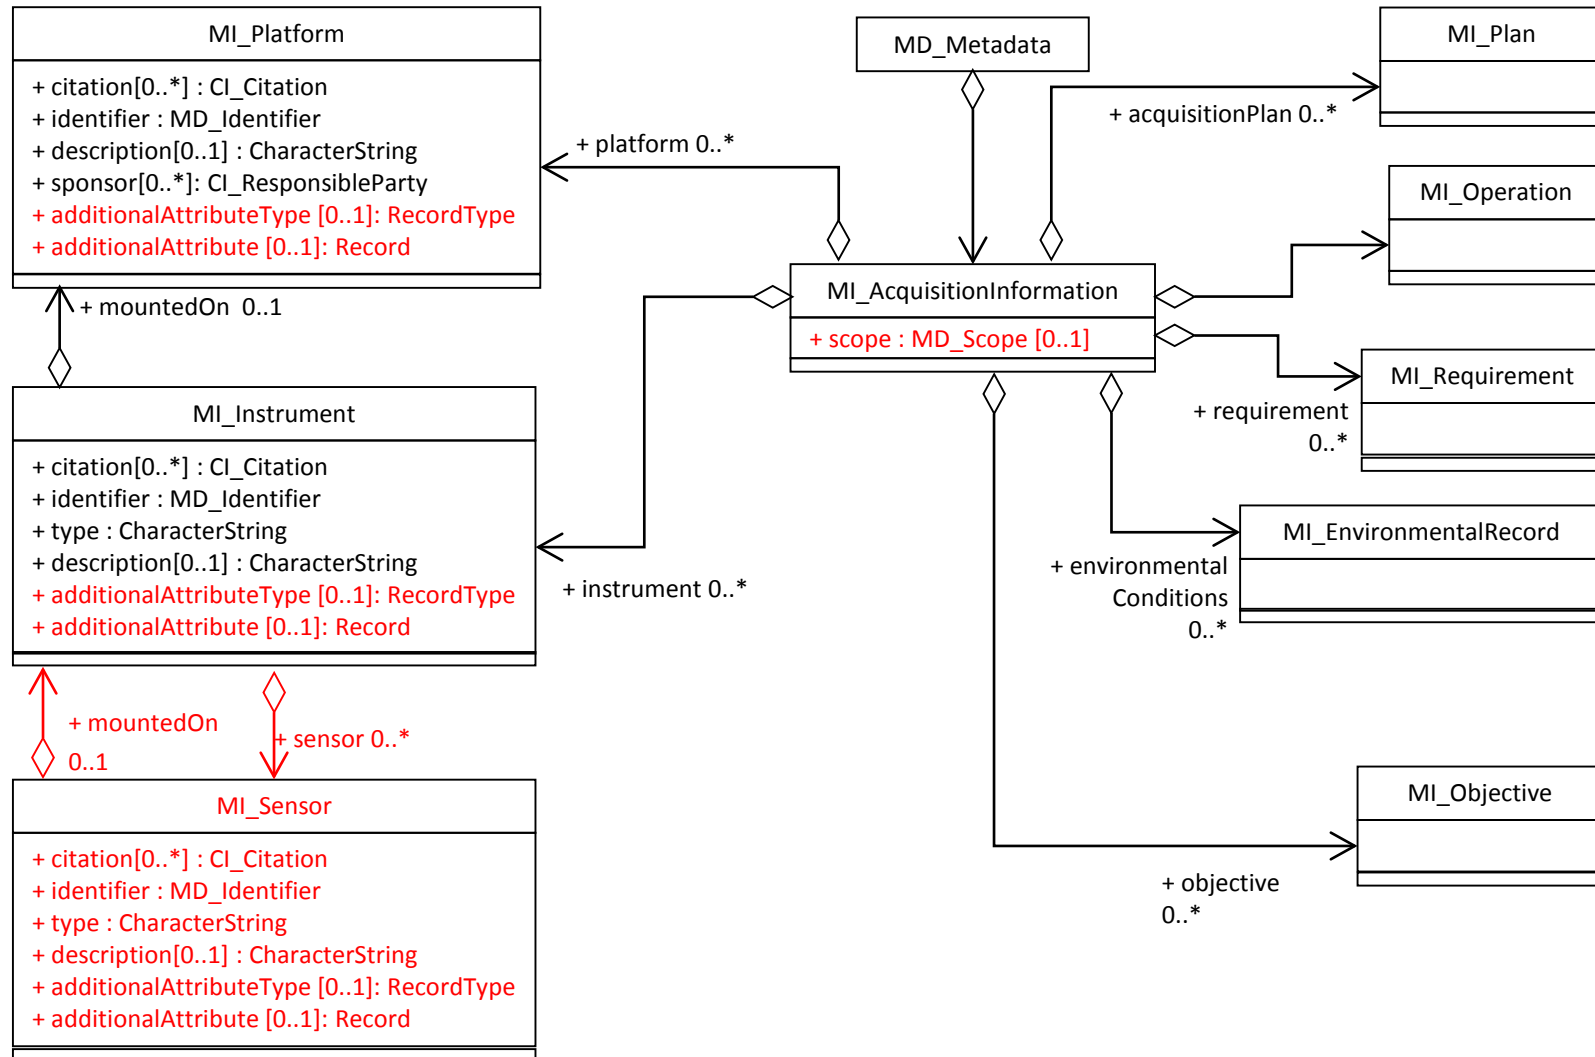 MI_Platform
+ citation[0..*] : CI_Citation
+ identifier : MD_Identifier
+ description[0..1] : CharacterString
+ sponsor[0..*]: CI_ResponsibleParty
+ additionalAttributeType [0..1]: RecordType
+ additionalAttribute [0..1]: Record
+ mountedOn 0..1
MI_Instrument
+ citation[0..*] : CI_Citation
+ identifier : MD_Identifier
+ type : CharacterString
+ description[0..1] : CharacterString
+ additionalAttributeType [0..1]: RecordType
+ additionalAttribute [0..1]: Record
+ mountedOn
0..1
+ sensor 0..*
MI_Sensor
+ citation[0..*] : CI_Citation
+ identifier : MD_Identifier
+ type : CharacterString
+ description[0..1] : CharacterString
+ additionalAttributeType [0..1]: RecordType
+ additionalAttribute [0..1]: Record
MD_Metadata
+ platform 0..*
MI_AcquisitionInformation
+ scope : MD_Scope [0..1]
+ instrument 0..*
+ acquisitionPlan 0..*
MI_Plan
MI_Operation
MI_Requirement
+ requirement
0..*
MI_EnvironmentalRecord
+ environmental
Conditions
0..*
MI_Objective
+ objective
0..*